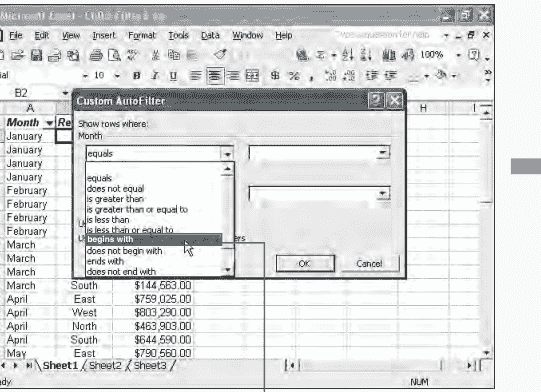 File Edit View Insert Format Tools Data Window Help
10 B I U $ % , 100%
B2
Custom AutoFilter
A H
Month Re
Show rows where:
Month
January
equals
January
equals
January
does not equal
January
is greater than
February
is greater than or equal to
February
is less than
February
is less than or equal to
February
begins with
March
does not begin with
March
ends with
March
does not end with
OK Cancel
March South $144,563.00
April East $759,025.00
April West $803,290.00
April North $463,903.00
April South $644,590.00
May East $790,560.00
Sheet1 Sheet2 Sheet3
NUM